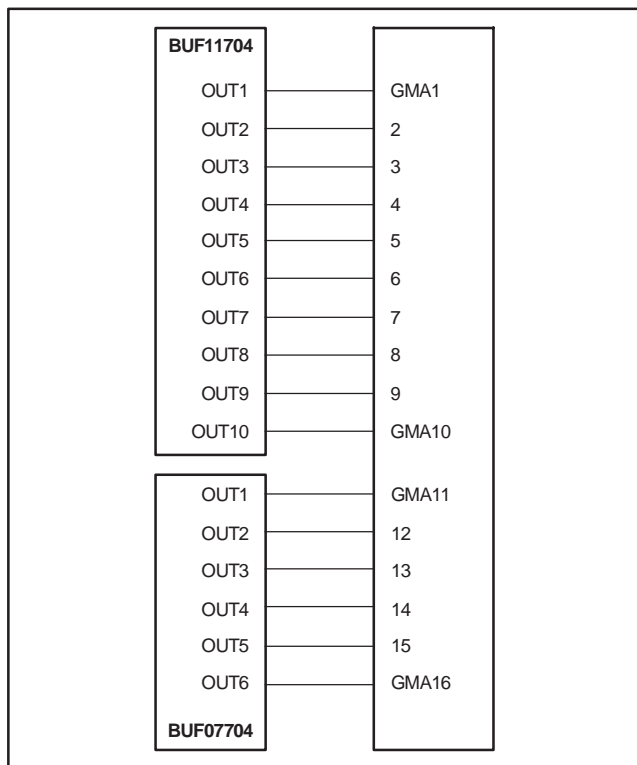 BUF11704
OUT1 GMA1
OUT2 2
OUT3 3
OUT4 4
OUT5 5
OUT6 6
OUT7 7
OUT8 8
OUT9 9
OUT10 GMA10
OUT1 GMA11
OUT2 12
OUT3 13
OUT4 14
OUT5 15
OUT6 GMA16
BUF07704